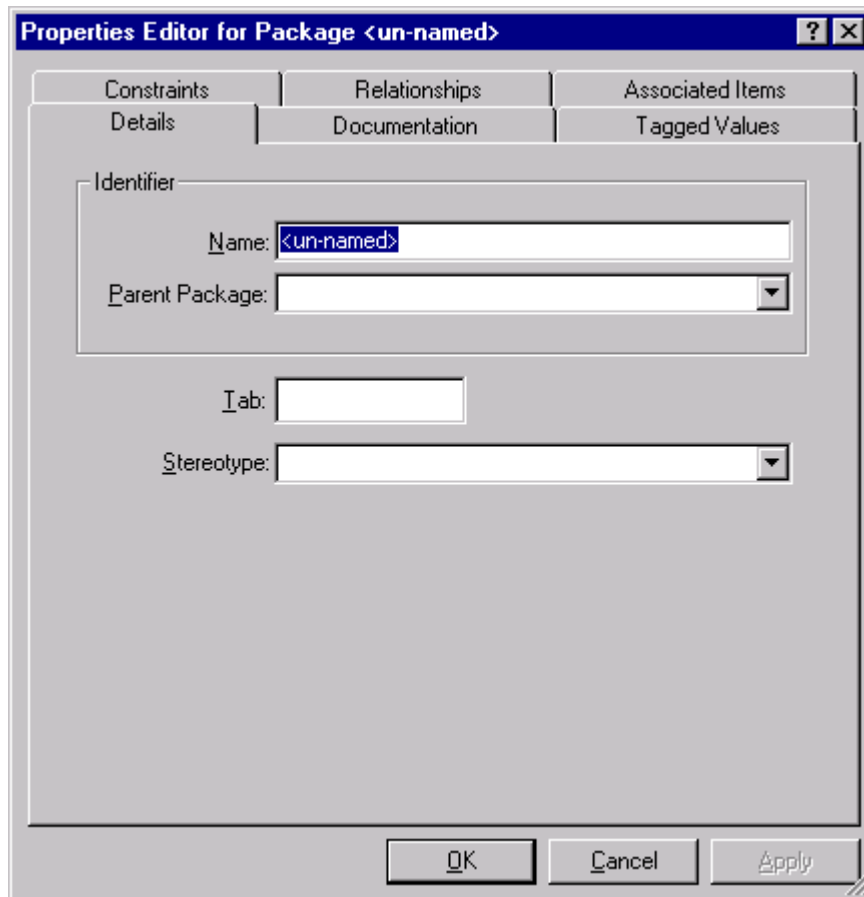 Properties Editor for Package <un-named>
Constraints Relationships Associated Items
Details Documentation Tagged Values
Identifier
Name: <un-named>
Parent Package:
Tab:
Stereotype:
OK Cancel Apply